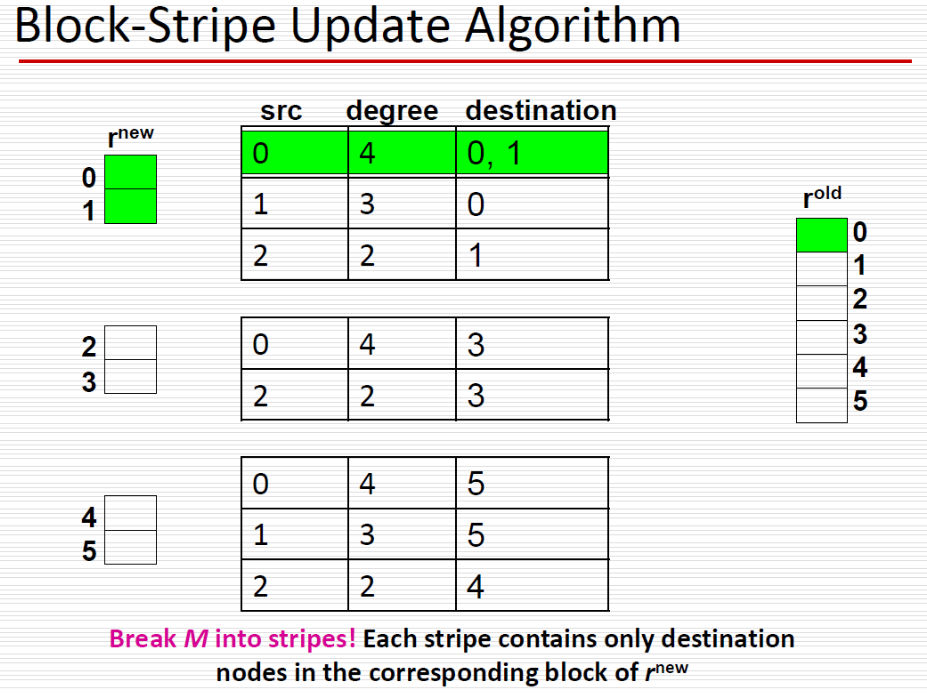 Block-Stripe Update Algorithm
src degree destination
r^new
0 4 0, 1
0
1
1 3 0
2 2 1
r^old
0
1
2
3
4
5
2
3
0 4 3
2 2 3
4
5
0 4 5
1 3 5
2 2 4
Break M into stripes! Each stripe contains only destination
nodes in the corresponding block of r^new